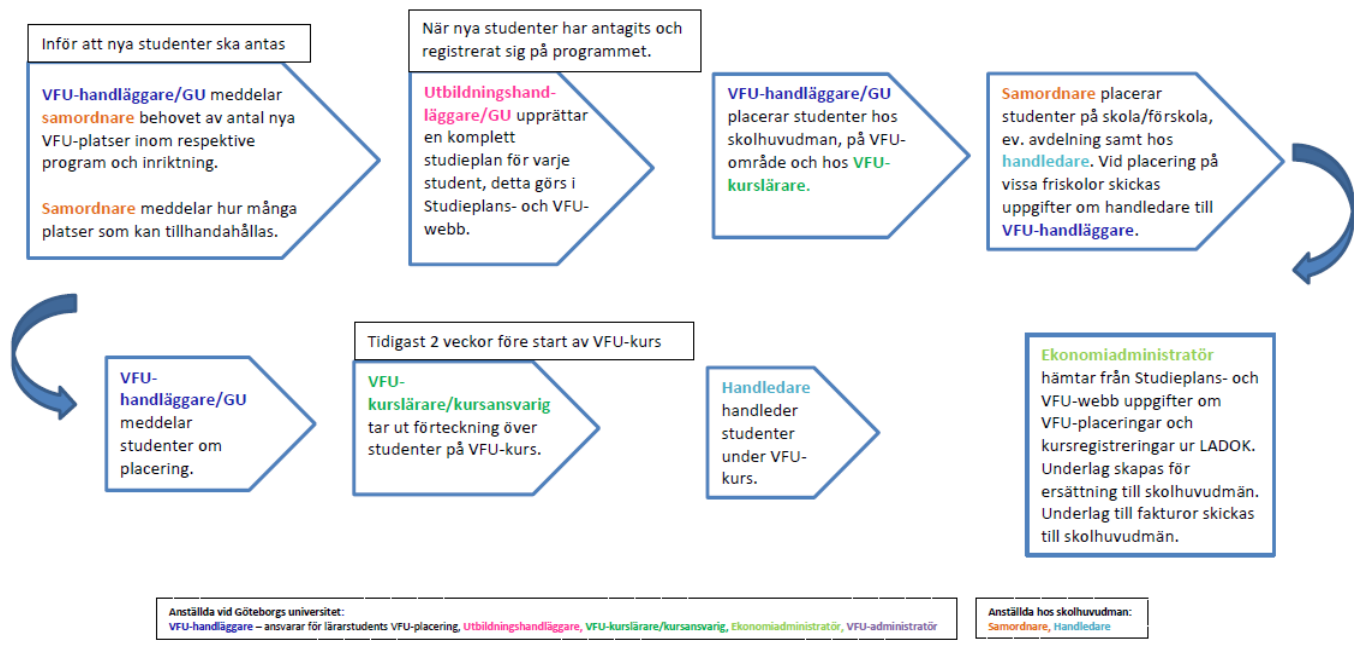 Inför att nya studenter ska antas
VFU-handläggare/GU meddelar
samordnare behovet av antal nya
VFU-platser inom respektive
program och inriktning.
Samordnare meddelar hur många
platser som kan tillhandahållas.
När nya studenter har antagits och
registrerat sig på programmet.
Utbildningshand-
läggare/GU upprättar
en komplett
studieplan för varje
student, detta görs i
Studieplans- och VFU-
webb.
VFU-handläggare/GU
placerar studenter hos
skolhuvudman, på VFU-
område och hos VFU-
kurslärare.
Samordnare placerar
studenter på skola/förskola,
ev. avdelning samt hos
handledare. Vid placering på
vissa friskolor skickas
uppgifter om handledare till
VFU-handläggare.
VFU-
handläggare/GU
meddelar
studenter om
placering.
Tidigast 2 veckor före start av VFU-kurs
VFU-
kurslärare/kursansvarig
tar ut förteckning över
studenter på VFU-kurs.
Handledare
handleder
studenter
under VFU-
kurs.
Ekonomiadministratör
hämtar från Studieplans- och
VFU-webb uppgifter om
VFU-placeringar och
kursregistreringar ur LADOK.
Underlag skapas för
ersättning till skolhuvudmän.
Underlag till fakturor skickas
till skolhuvudmän.
Anställda vid Göteborgs universitet:
VFU-handläggare – ansvarar för lärarstudents VFU-placering, Utbildningshandläggare, VFU-kurslärare/kursansvarig, Ekonomiadministratör, VFU-administratör
Anställda hos skolhuvudman:
Samordnare, Handledare